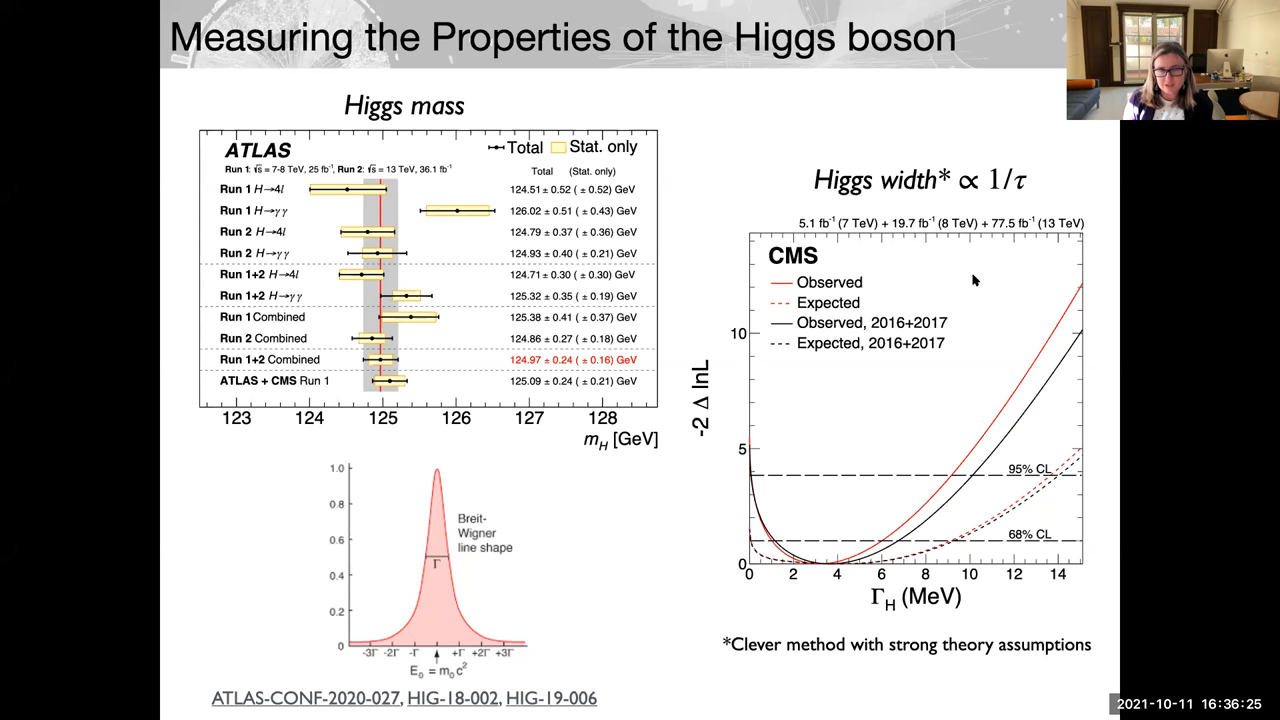 Measuring the Properties of the Higgs boson
Higgs mass
ATLAS
Total
Stat. only
Run 1: √s = 7-8 TeV, 25 fb⁻¹, Run 2: √s = 13 TeV, 36.1 fb⁻¹
Total (Stat. only)
Run 1 H→4l 124.51 ± 0.52 ( ± 0.52) GeV
Run 1 H→γγ 126.02 ± 0.51 ( ± 0.43) GeV
Run 2 H→4l 124.79 ± 0.37 ( ± 0.36) GeV
Run 2 H→γγ 124.93 ± 0.40 ( ± 0.21) GeV
Run 1+2 H→4l 124.71 ± 0.30 ( ± 0.30) GeV
Run 1+2 H→γγ 125.32 ± 0.35 ( ± 0.19) GeV
Run 1 Combined 125.38 ± 0.41 ( ± 0.37) GeV
Run 2 Combined 124.86 ± 0.27 ( ± 0.18) GeV
Run 1+2 Combined 124.97 ± 0.24 ( ± 0.16) GeV
ATLAS + CMS Run 1 125.09 ± 0.24 ( ± 0.21) GeV
123 124 125 126 127 128
m_H [GeV]
1.0
0.8
0.6
0.4
0.2
0
Breit-
Wigner
line shape
Γ
-3Γ -2Γ -Γ +Γ +2Γ +3Γ
E₀ = m₀c²
ATLAS-CONF-2020-027, HIG-18-002, HIG-19-006
Higgs width* ∝ 1/τ
5.1 fb⁻¹ (7 TeV) + 19.7 fb⁻¹ (8 TeV) + 77.5 fb⁻¹ (13 TeV)
CMS
Observed
Expected
Observed, 2016+2017
Expected, 2016+2017
-2 Δ lnL
10
5
0
95% CL
68% CL
0 2 4 6 8 10 12 14
Γ_H (MeV)
*Clever method with strong theory assumptions
2021-10-11 16:36:25